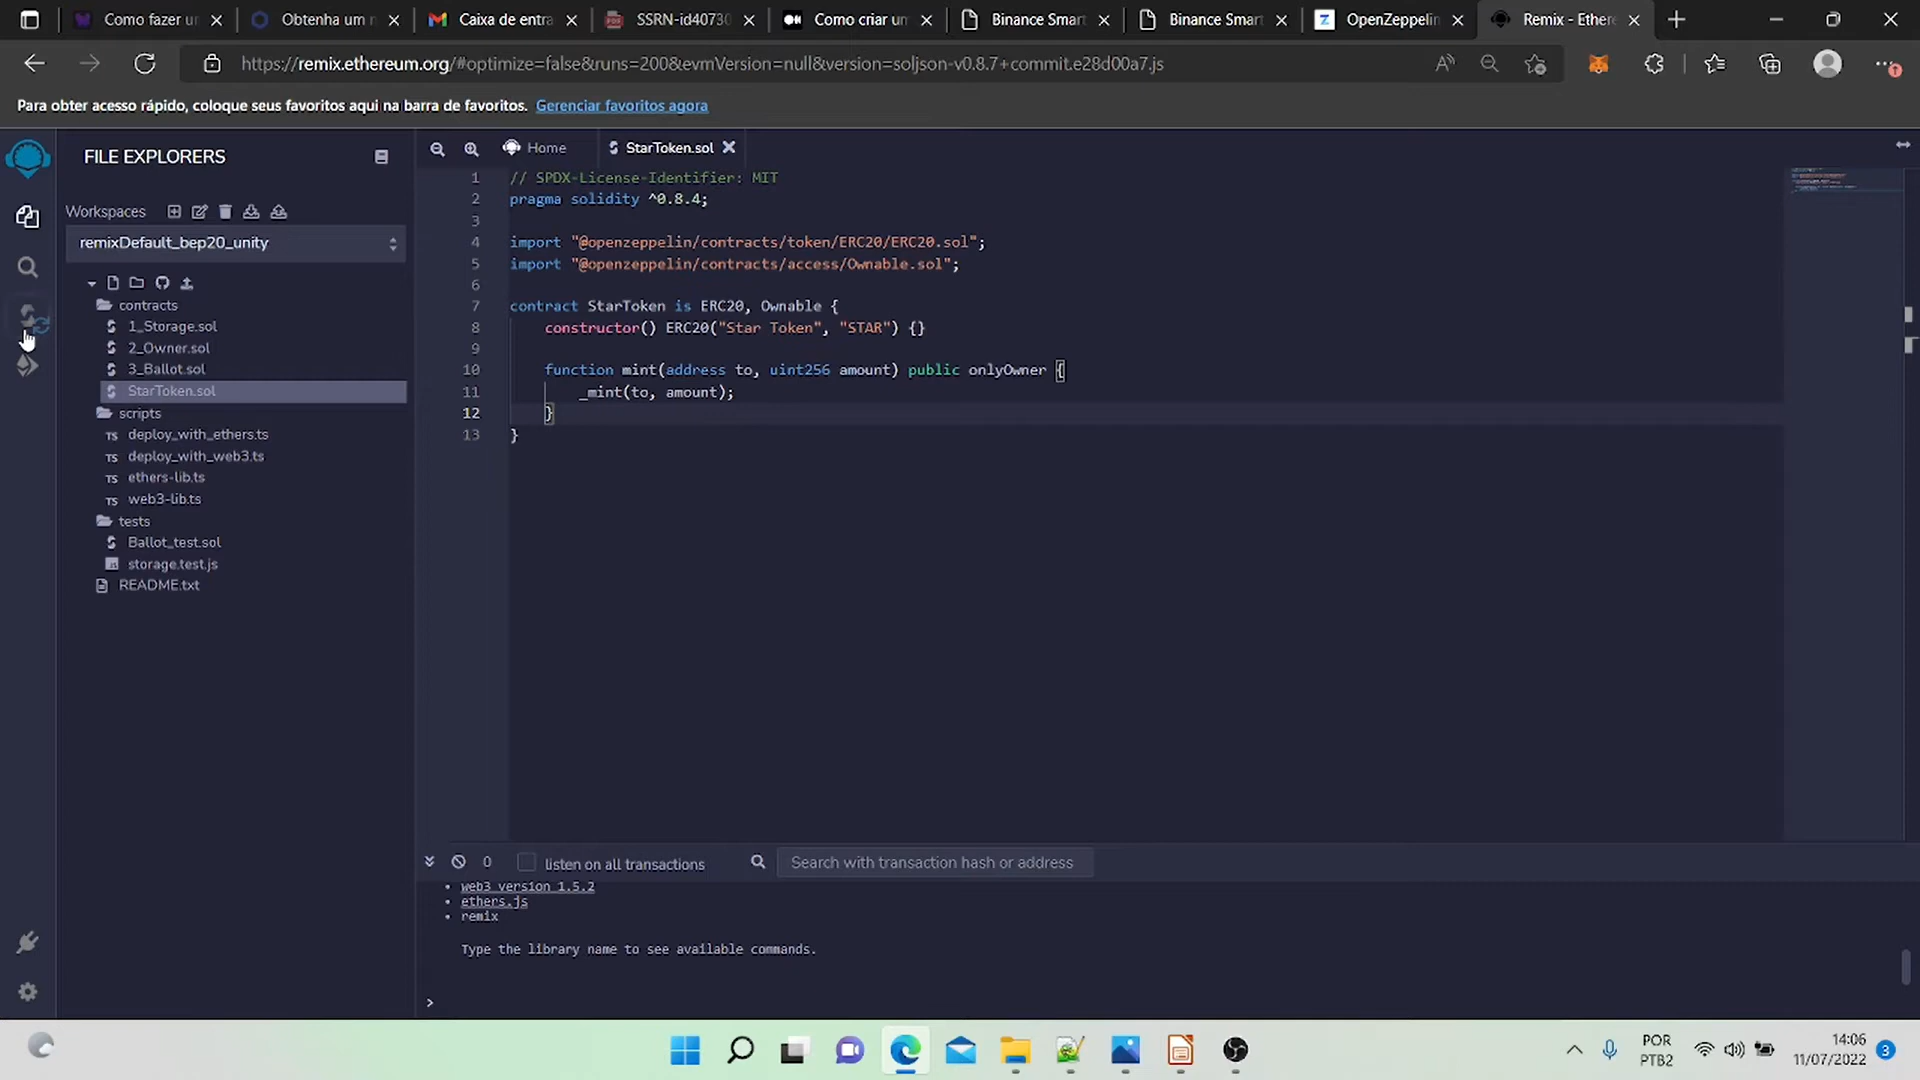 Como fazer ur
Obtenha um r
Caixa de entra
SSRN-id40730
Como criar un
Binance Smar
Binance Smar
OpenZeppelin
Remix - Ethere
https://remix.ethereum.org/#optimize=false&runs=200&evmVersion=null&version=soljson-v0.8.7+commit.e28d00a7.js
Para obter acesso rápido, coloque seus favoritos aqui na barra de favoritos. Gerenciar favoritos agora
FILE EXPLORERS
Workspaces
remixDefault_bep20_unity
contracts
1_Storage.sol
2_Owner.sol
3_Ballot.sol
StarToken.sol
scripts
deploy_with_ethers.ts
deploy_with_web3.ts
ethers-lib.ts
web3-lib.ts
tests
Ballot_test.sol
storage.test.js
README.txt
Home
StarToken.sol
1 // SPDX-License-Identifier: MIT
2 pragma solidity ^0.8.4;
3
4 import "@openzeppelin/contracts/token/ERC20/ERC20.sol";
5 import "@openzeppelin/contracts/access/Ownable.sol";
6
7 contract StarToken is ERC20, Ownable {
8 constructor() ERC20("Star Token", "STAR") {}
9
10 function mint(address to, uint256 amount) public onlyOwner {
11 _mint(to, amount);
12 }
13 }
0
listen on all transactions
Search with transaction hash or address
• web3 version 1.5.2
• ethers.js
• remix
Type the library name to see available commands.
>
POR
PTB2
14:06
11/07/2022
3